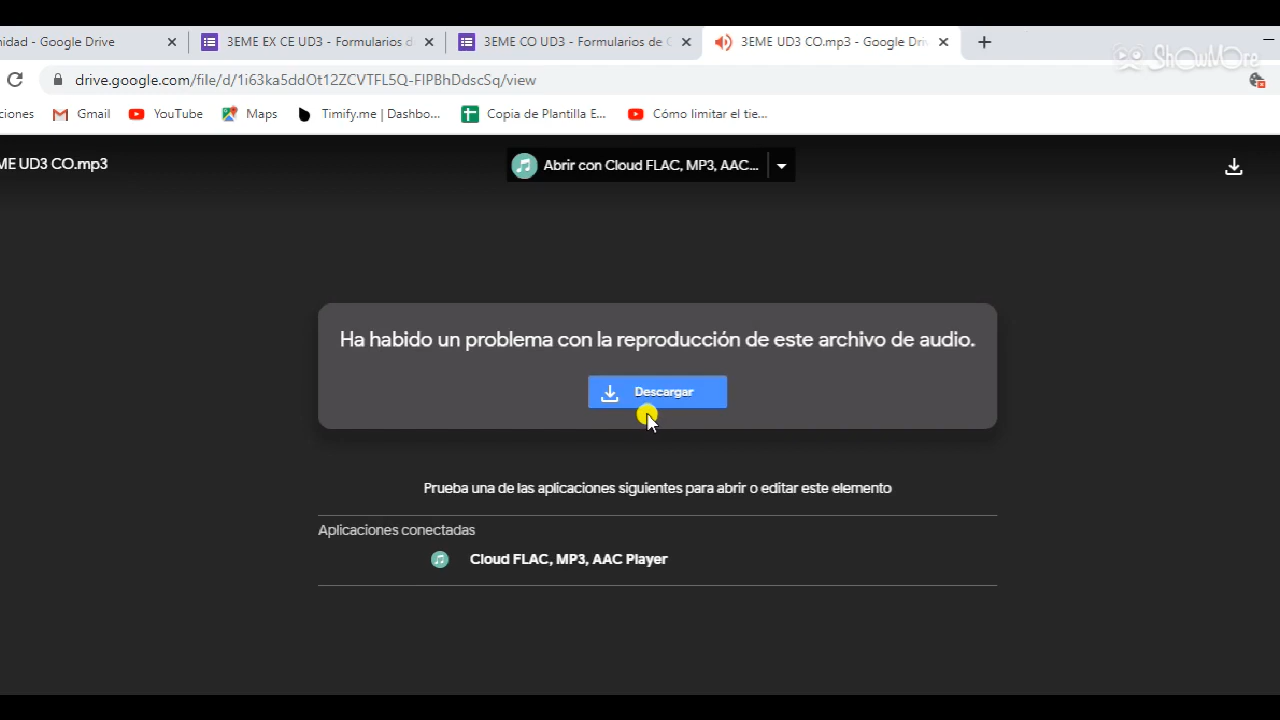 nidad - Google Drive
3EME EX CE UD3 - Formularios d
3EME CO UD3 - Formularios de G
3EME UD3 CO.mp3 - Google Driv
ShowMore
drive.google.com/file/d/1i63ka5ddOt12ZCVTFL5Q-FIPBhDdscSq/view
ciones
Gmail
YouTube
Maps
Timify.me | Dashbo...
Copia de Plantilla E...
Cómo limitar el tie...
ME UD3 CO.mp3
Abrir con Cloud FLAC, MP3, AAC...
Ha habido un problema con la reproducción de este archivo de audio.
Descargar
Prueba una de las aplicaciones siguientes para abrir o editar este elemento
Aplicaciones conectadas
Cloud FLAC, MP3, AAC Player